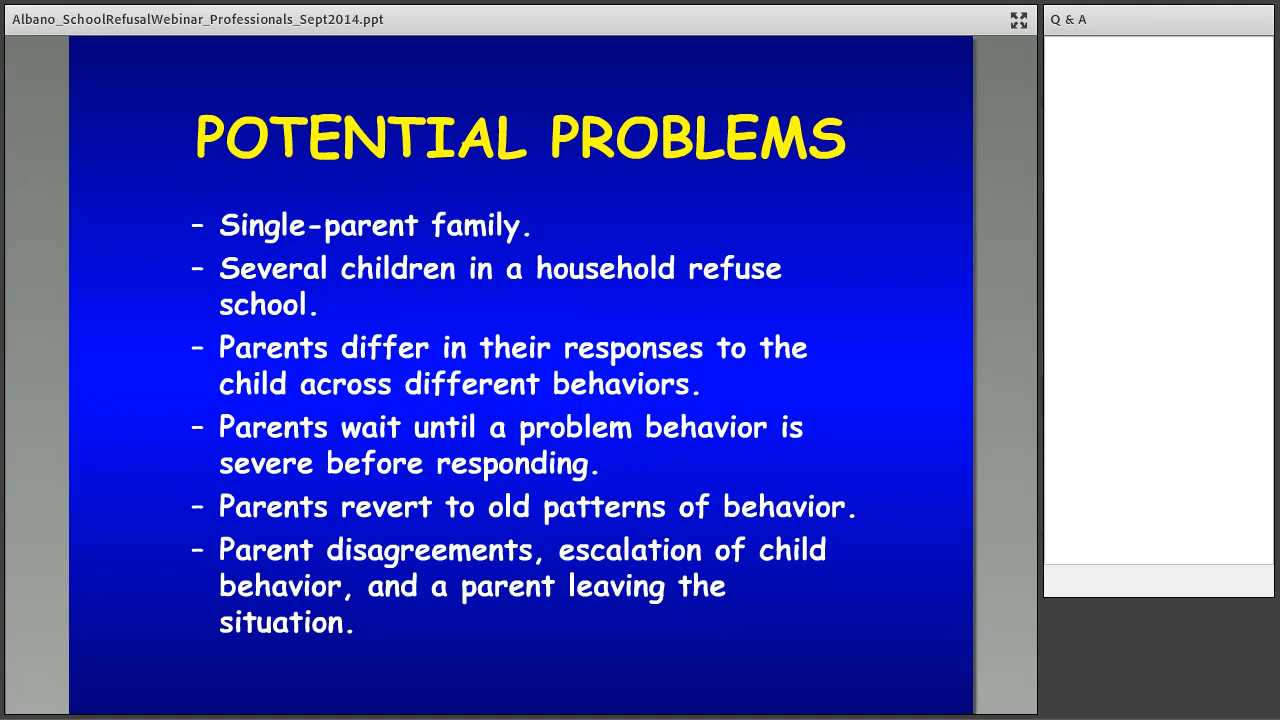 Albano_SchoolRefusalWebinar_Professionals_Sept2014.ppt
Q & A
POTENTIAL PROBLEMS
– Single-parent family.
– Several children in a household refuse
school.
– Parents differ in their responses to the
child across different behaviors.
– Parents wait until a problem behavior is
severe before responding.
– Parents revert to old patterns of behavior.
– Parent disagreements, escalation of child
behavior, and a parent leaving the
situation.